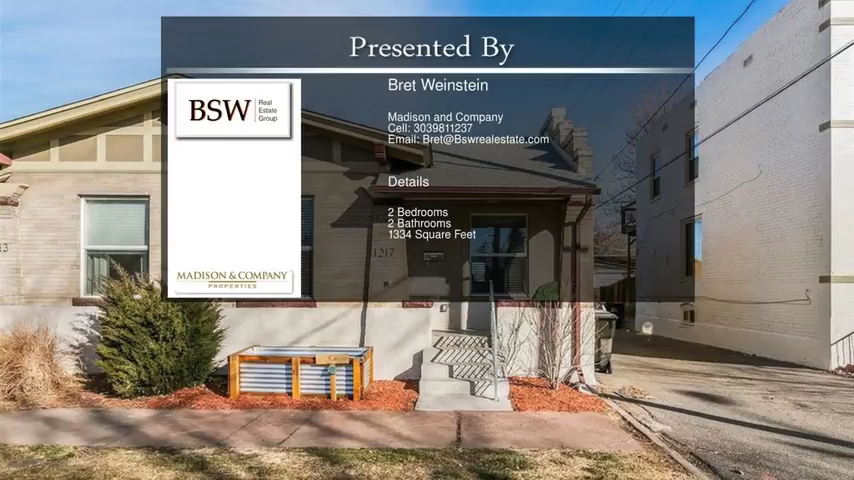 Presented By
BSW
Real
Estate
Group
Bret Weinstein
Madison and Company
Cell: 3039811237
Email: Bret@Bswrealestate.com
Details
2 Bedrooms
2 Bathrooms
1334 Square Feet
1217
13
MADISON & COMPANY
PROPERTIES